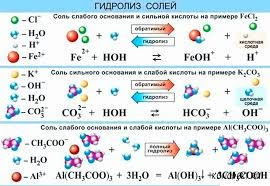 ГИДРОЛИЗ СОЛЕЙ
Соль слабого основания и сильной кислоты на примере FeCl₂
– Cl⁻
– H₂O
– H⁺
– Fe²⁺
обратимый
гидролиз
кислотная среда
Fe²⁺ + HOH ⇄ FeOH⁺ + H⁺
Соль сильного основания и слабой кислоты на примере K₂CO₃
– K⁺
– OH⁻
– H₂O
– CO₃²⁻
обратимый
гидролиз
щелочная среда
CO₃²⁻ + HOH ⇄ HCO₃⁻ + OH⁻
Соль слабого основания и слабой кислоты на примере Al(CH₃COO)₃
– CH₃COO⁻
– H₂O
– Al³⁺
полный
гидролиз
Al(CH₃COO)₃ + 3H₂O = Al(OH)₃↓ + 3CH₃COOH